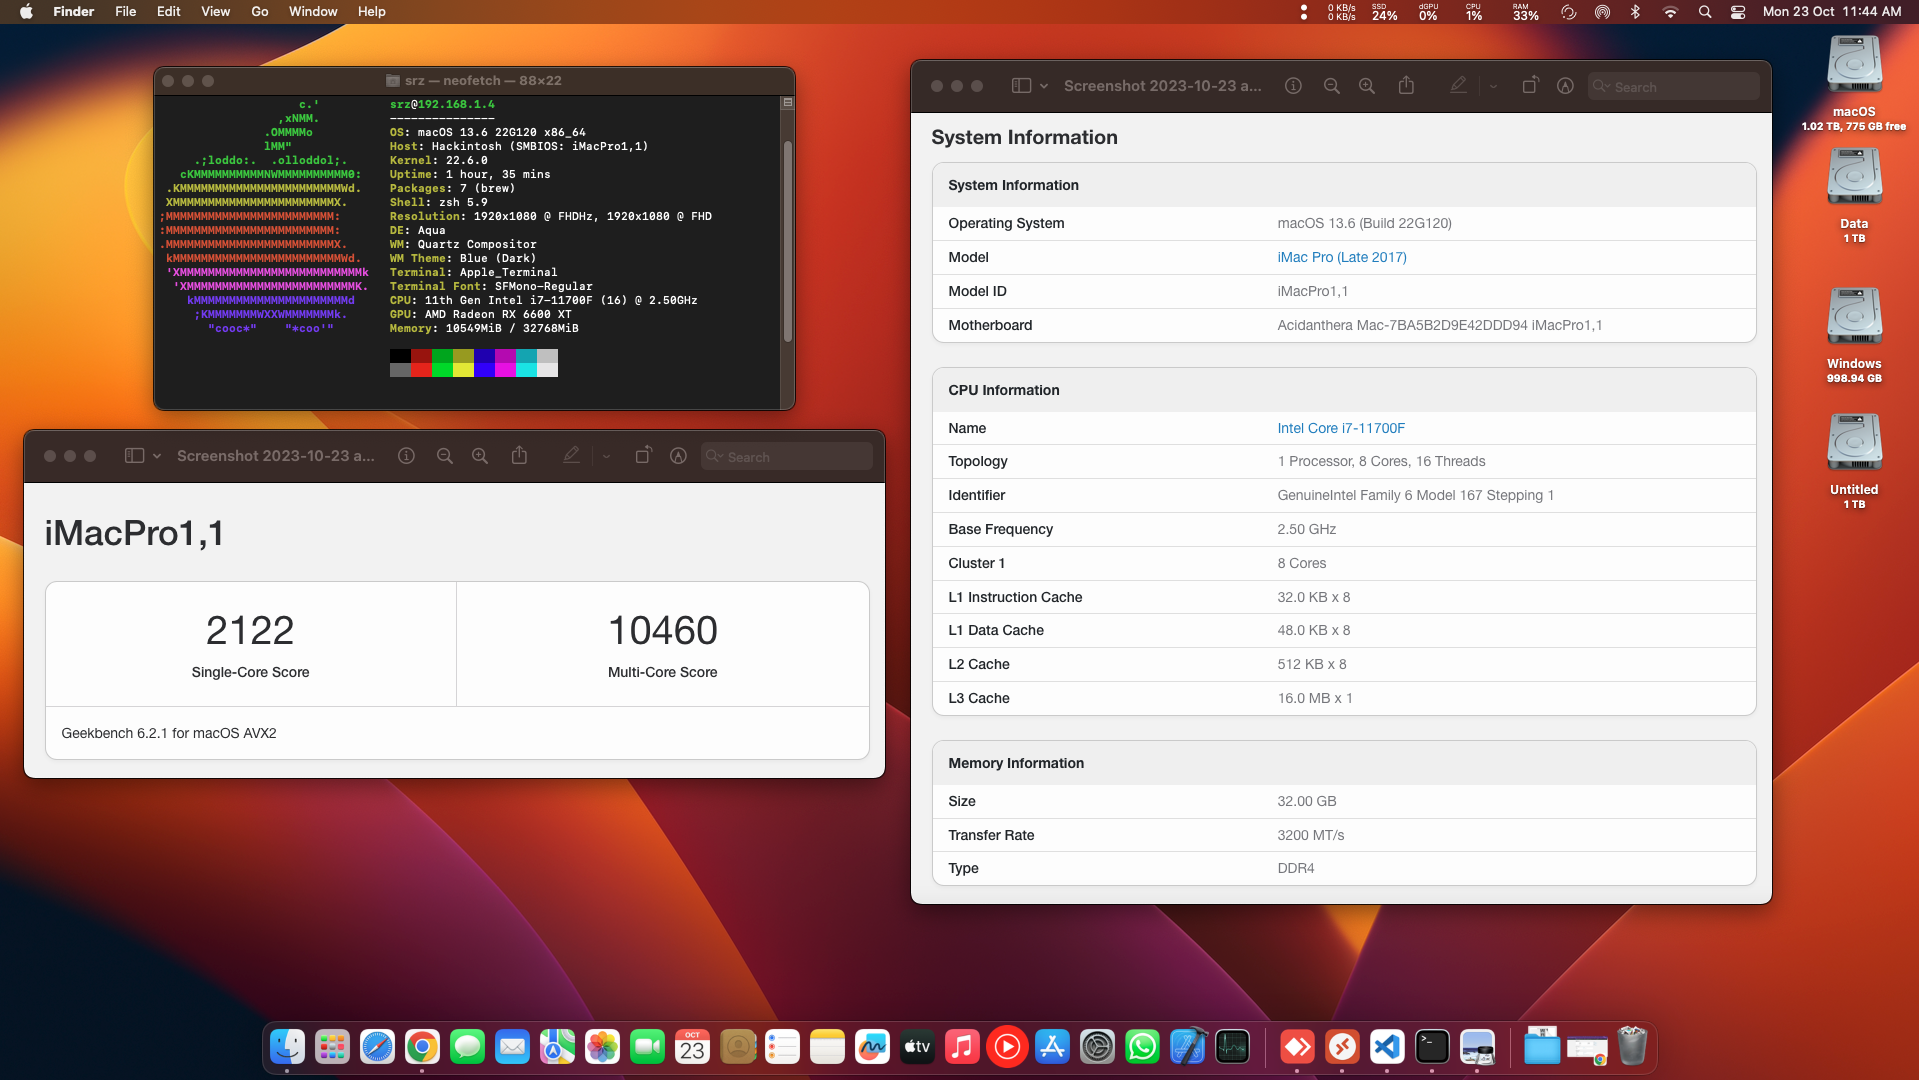 Finder File Edit View Go Window Help
0 KB/s
0 KB/s
SSD
24%
dGPU
0%
CPU
1%
RAM
33%
Mon 23 Oct 11:44 AM
srz — neofetch — 88×22
c.'
,xNMM.
.OMMMMo
lMM"
.;loddo:. .olloddol;.
cKMMMMMMMMMMNWMMMMMMMMMM0:
.KMMMMMMMMMMMMMMMMMMMMMMMWd.
XMMMMMMMMMMMMMMMMMMMMMMMX.
;MMMMMMMMMMMMMMMMMMMMMMMM:
:MMMMMMMMMMMMMMMMMMMMMMMM:
.MMMMMMMMMMMMMMMMMMMMMMMMX.
kMMMMMMMMMMMMMMMMMMMMMMMMWd.
'XMMMMMMMMMMMMMMMMMMMMMMMMMMk
'XMMMMMMMMMMMMMMMMMMMMMMMMK.
kMMMMMMMMMMMMMMMMMMMMMMd
;KMMMMMMMWXXWMMMMMMMk.
"cooc*" "*coo'"
srz@192.168.1.4
---------------
OS: macOS 13.6 22G120 x86_64
Host: Hackintosh (SMBIOS: iMacPro1,1)
Kernel: 22.6.0
Uptime: 1 hour, 35 mins
Packages: 7 (brew)
Shell: zsh 5.9
Resolution: 1920x1080 @ FHDHz, 1920x1080 @ FHD
DE: Aqua
WM: Quartz Compositor
WM Theme: Blue (Dark)
Terminal: Apple_Terminal
Terminal Font: SFMono-Regular
CPU: 11th Gen Intel i7-11700F (16) @ 2.50GHz
GPU: AMD Radeon RX 6600 XT
Memory: 10549MiB / 32768MiB
Screenshot 2023-10-23 a...
Search
iMacPro1,1
2122
Single-Core Score
10460
Multi-Core Score
Geekbench 6.2.1 for macOS AVX2
Screenshot 2023-10-23 a...
Search
System Information
System Information
Operating System macOS 13.6 (Build 22G120)
Model iMac Pro (Late 2017)
Model ID iMacPro1,1
Motherboard Acidanthera Mac-7BA5B2D9E42DDD94 iMacPro1,1
CPU Information
Name Intel Core i7-11700F
Topology 1 Processor, 8 Cores, 16 Threads
Identifier GenuineIntel Family 6 Model 167 Stepping 1
Base Frequency 2.50 GHz
Cluster 1 8 Cores
L1 Instruction Cache 32.0 KB x 8
L1 Data Cache 48.0 KB x 8
L2 Cache 512 KB x 8
L3 Cache 16.0 MB x 1
Memory Information
Size 32.00 GB
Transfer Rate 3200 MT/s
Type DDR4
macOS
1.02 TB, 775 GB free
Data
1 TB
Windows
998.94 GB
Untitled
1 TB
OCT
23
tv